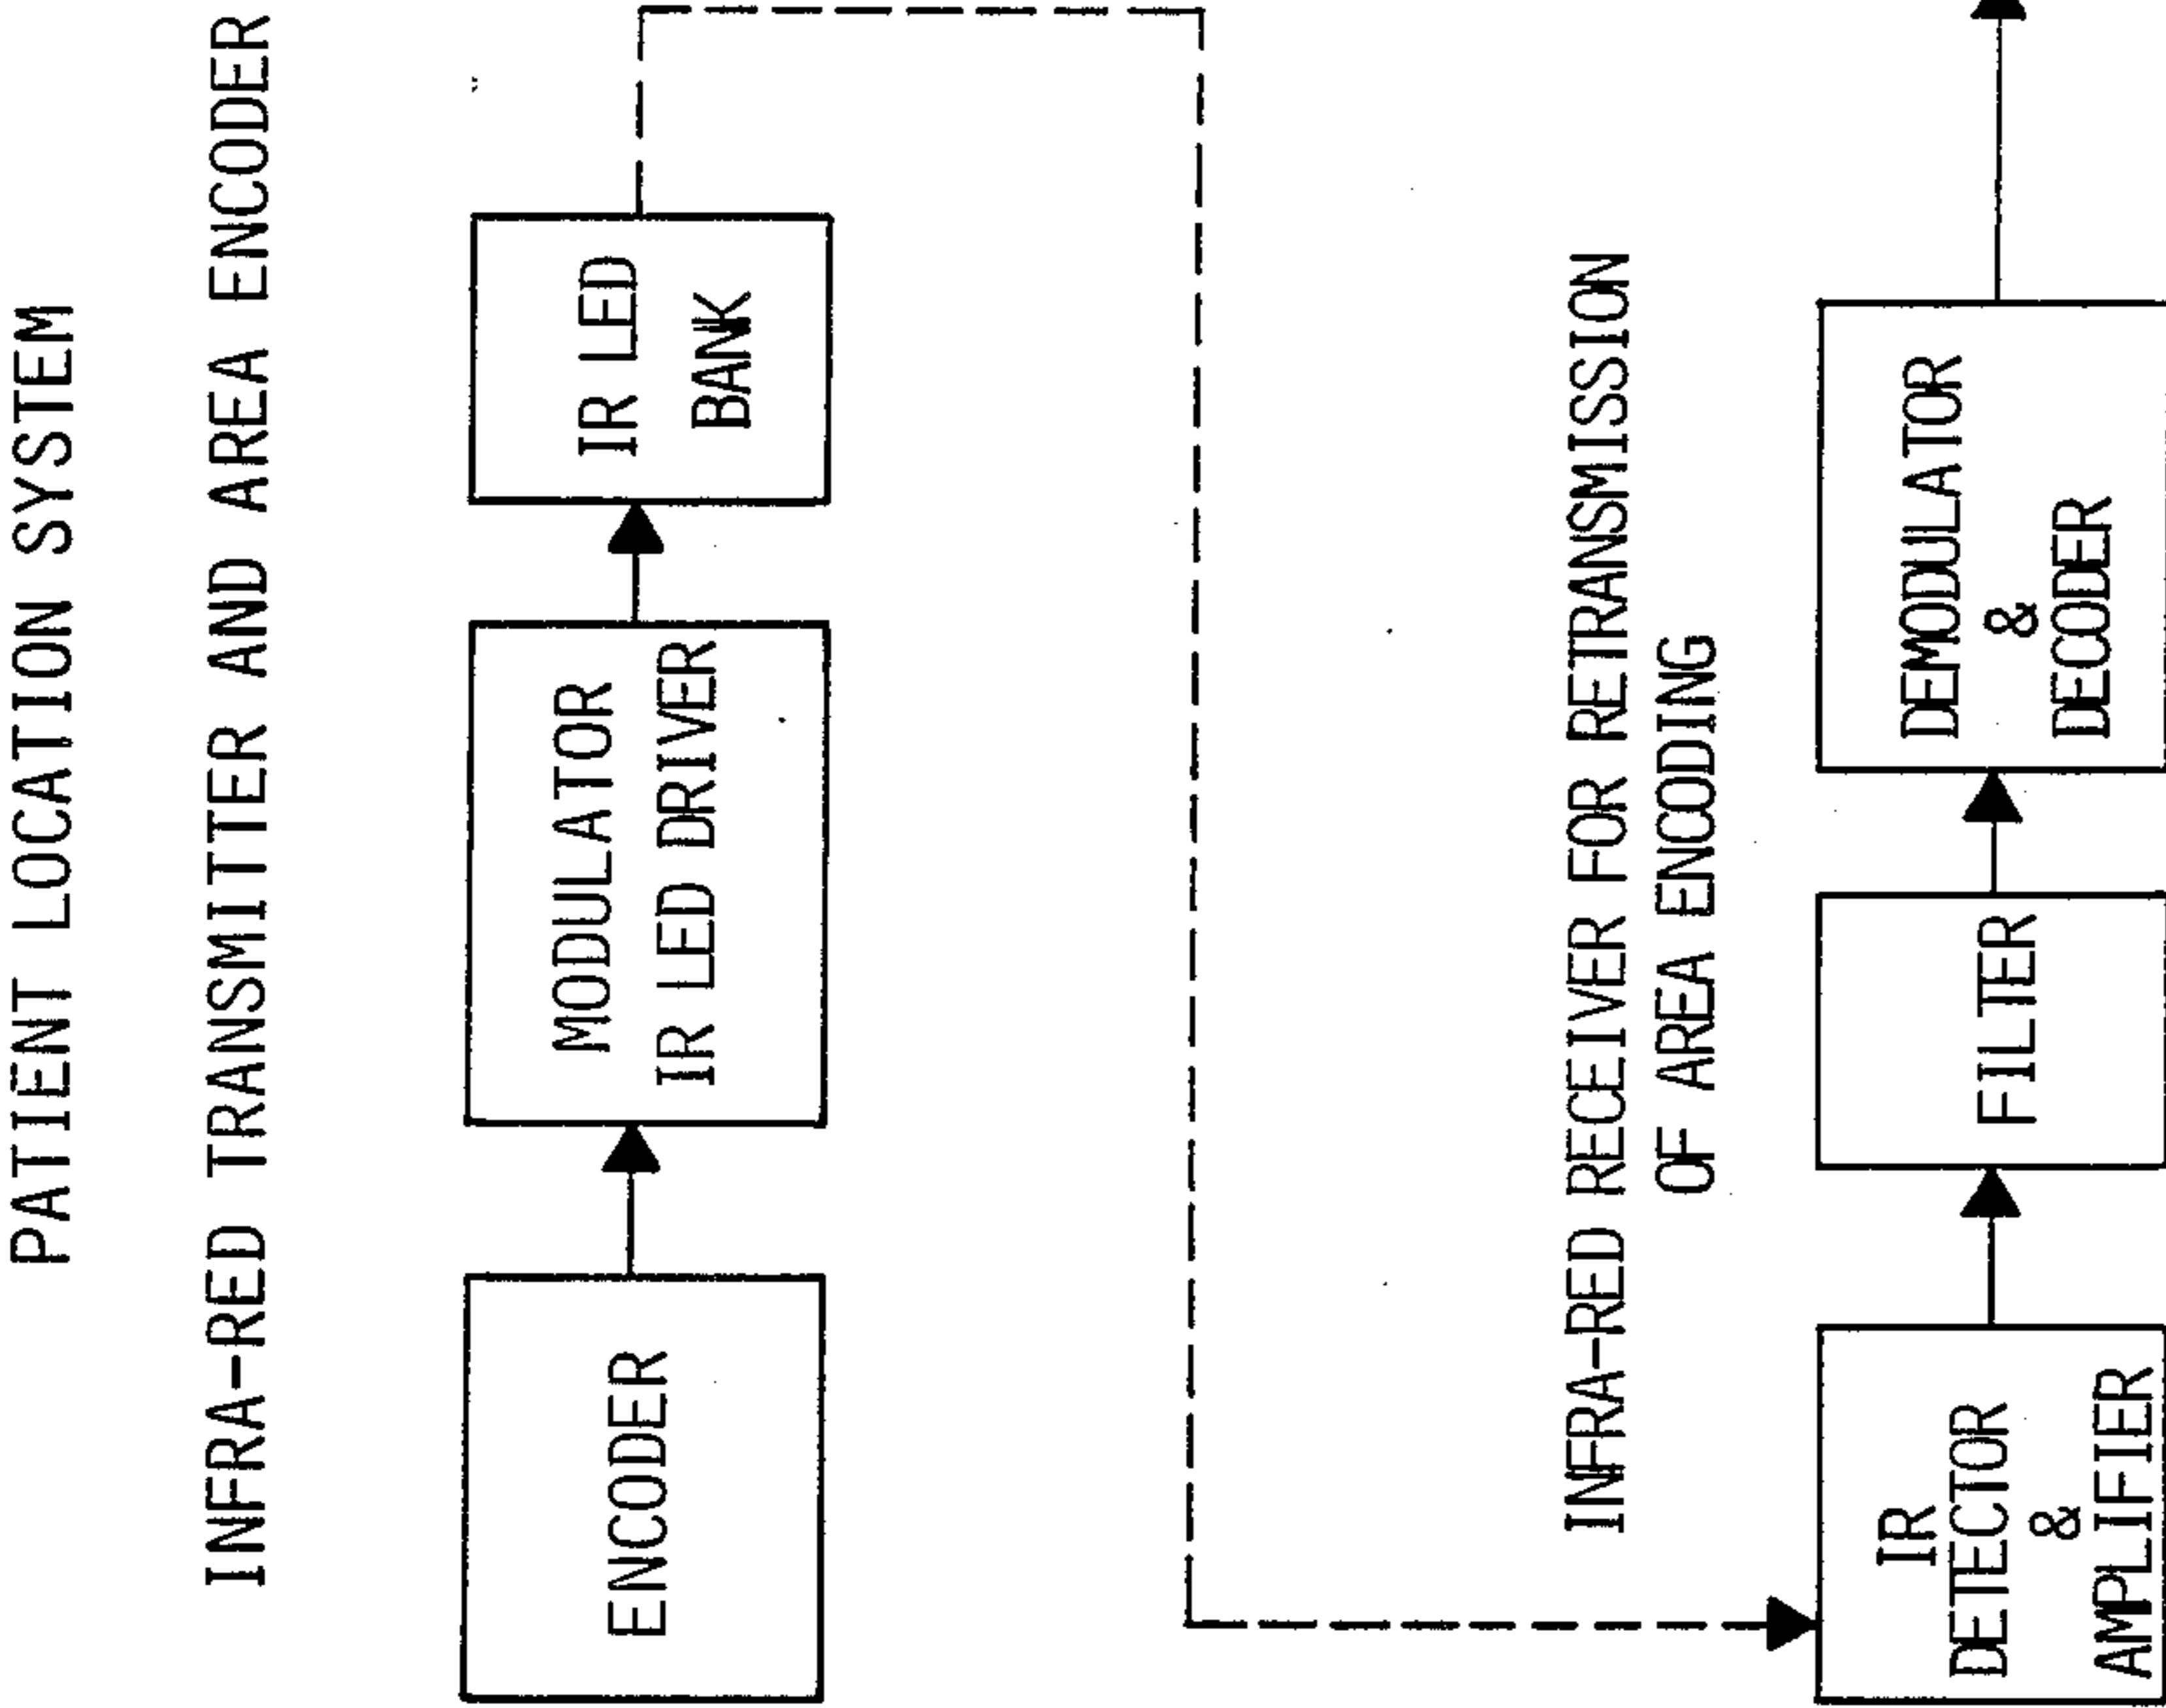 PATIENT LOCATION SYSTEM
INFRA-RED TRANSMITTER AND AREA ENCODER
ENCODER
MODULATOR
IR LED DRIVER
IR LED
BANK
INFRA-RED RECEIVER FOR RETRANSMISSION
OF AREA ENCODING
IR
DETECTOR
&
AMPLIFIER
FILTER
DEMODULATOR
&
DECODER